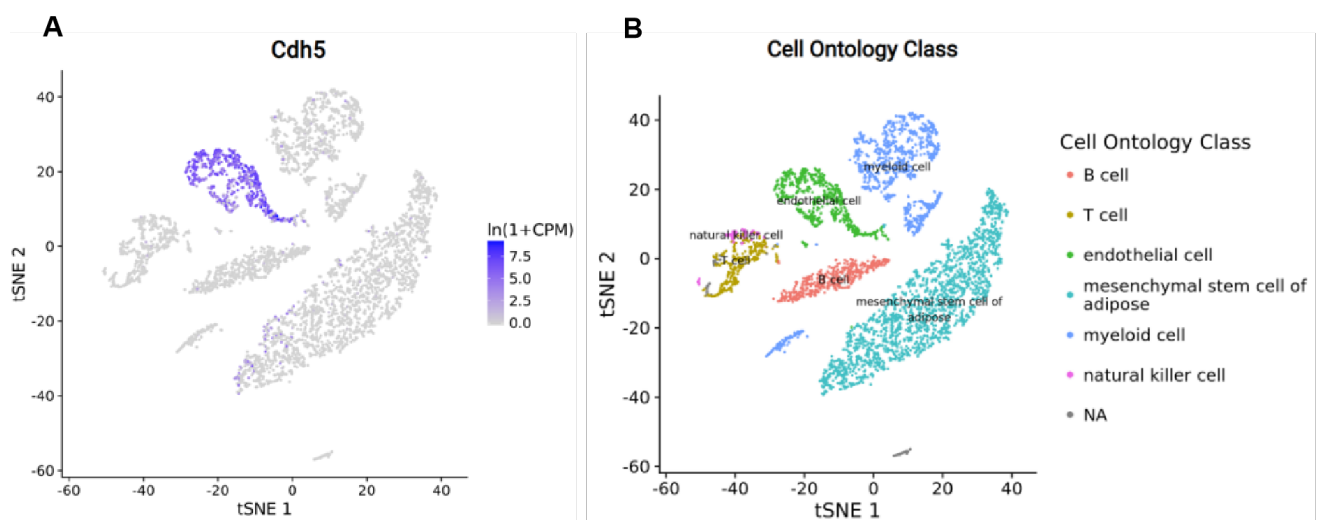 A
Cdh5
40
20
0
-20
-40
-60
tSNE 2
-60
-40
-20
0
20
40
tSNE 1
ln(1+CPM)
7.5
5.0
2.5
0.0
B
Cell Ontology Class
40
20
0
-20
-40
-60
tSNE 2
myeloid cell
endothelial cell
natural killer cell
T cell
B cell
mesenchymal stem cell of
adipose
-60
-40
-20
0
20
40
tSNE 1
Cell Ontology Class
B cell
T cell
endothelial cell
mesenchymal stem cell of
adipose
myeloid cell
natural killer cell
NA